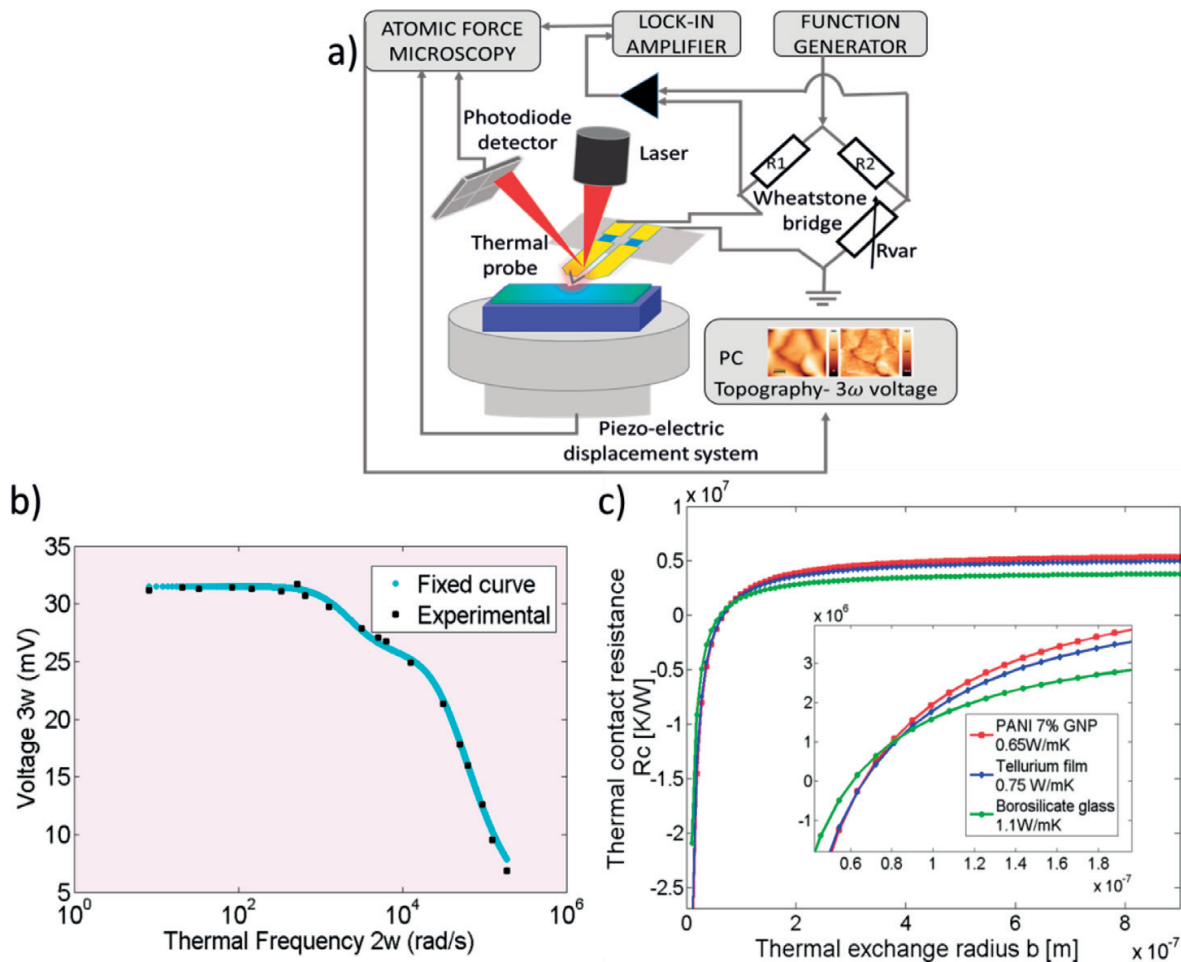 a)
ATOMIC FORCE
MICROSCOPY
LOCK-IN
AMPLIFIER
FUNCTION
GENERATOR
Photodiode
detector
Laser
R1
R2
Wheatstone
bridge
Rvar
Thermal
probe
PC
Topography- 3ω voltage
Piezo-electric
displacement system
b)
35
30
25
20
15
10
5
Voltage 3w (mV)
Fixed curve
Experimental
10^0
10^2
10^4
10^6
Thermal Frequency 2w (rad/s)
c)
x 10^7
1
0.5
0
-0.5
-1
-1.5
-2
-2.5
Thermal contact resistance
Rc [K/W]
x 10^6
3
2
1
0
-1
PANI 7% GNP
0.65W/mK
Tellurium film
0.75 W/mK
Borosilicate glass
1.1W/mK
0.6 0.8 1 1.2 1.4 1.6 1.8
x 10^-7
0 2 4 6 8
Thermal exchange radius b [m]
x 10^-7